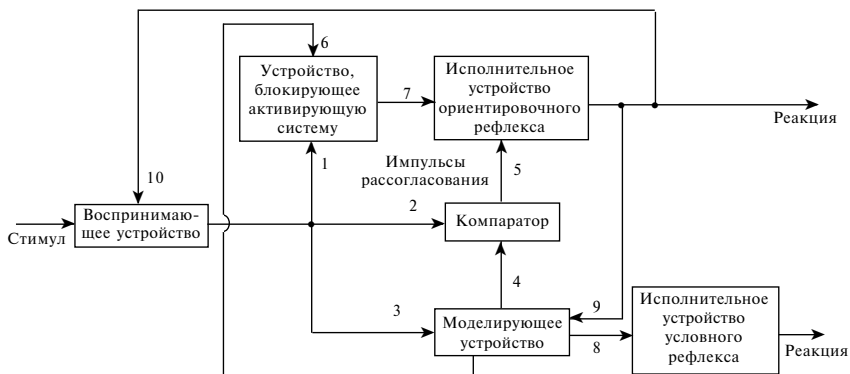 6
Устройство,
блокирующее
активирующую
систему
7
Исполнительное
устройство
ориентировочного
рефлекса
Реакция
1
Импульсы
рассогласования
5
10
Стимул
Воспринимаю-
щее устройство
2
Компаратор
4
3
Моделирующее
устройство
9
8
Исполнительное
устройство
условного
рефлекса
Реакция